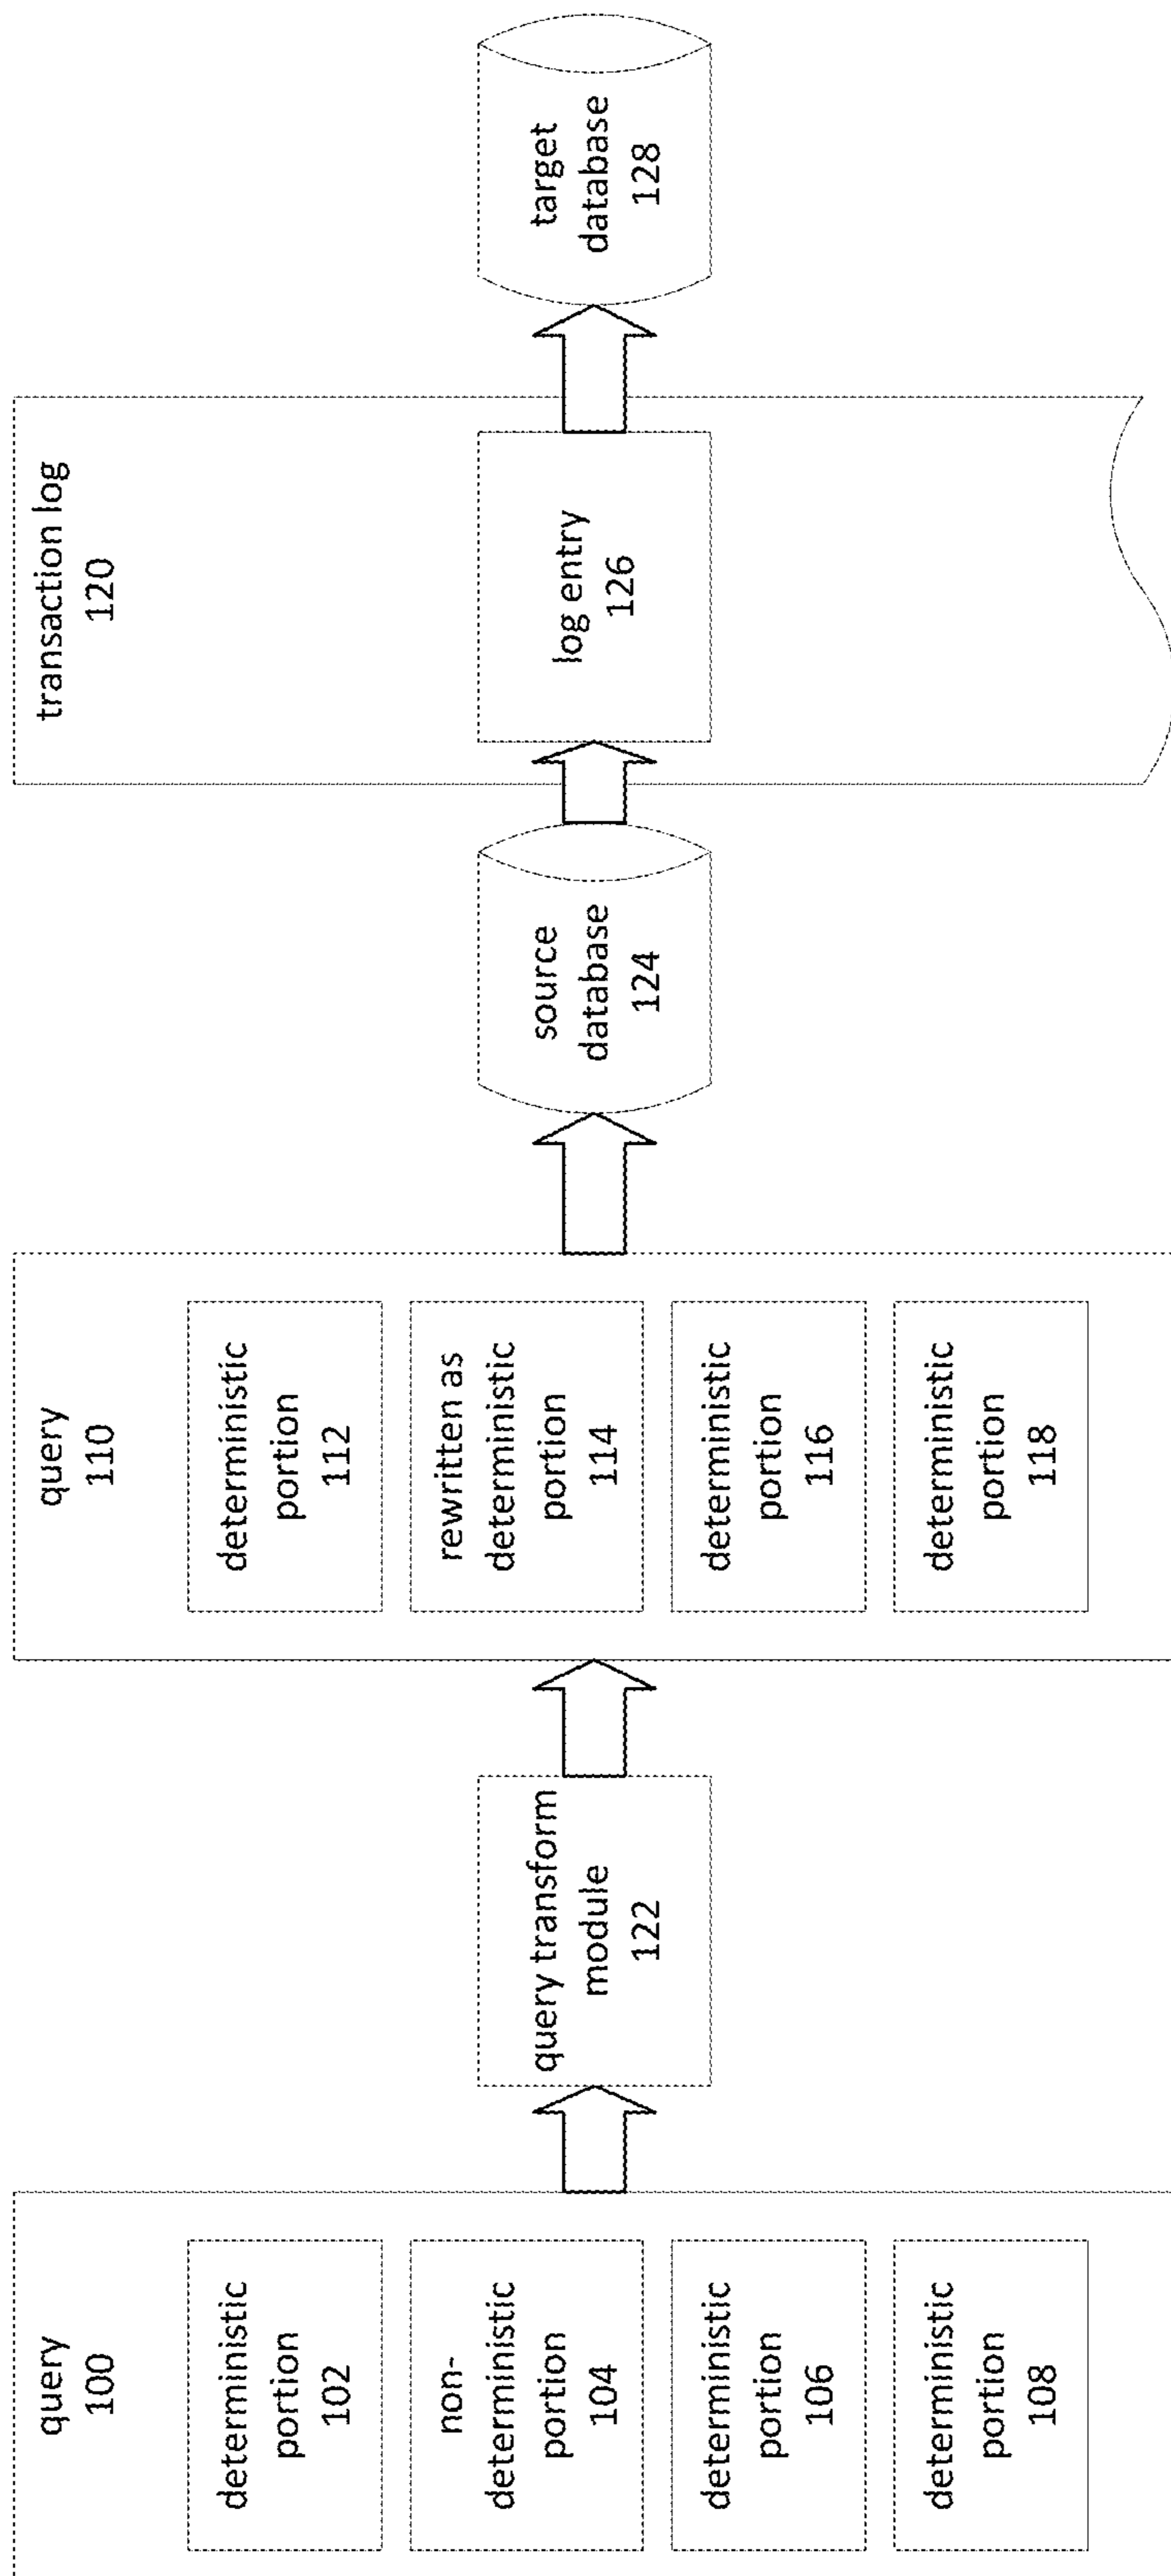 query
100
deterministic
portion
102
non-
deterministic
portion
104
deterministic
portion
106
deterministic
portion
108
query transform
module
122
query
110
deterministic
portion
112
rewritten as
deterministic
portion
114
deterministic
portion
116
deterministic
portion
118
source
database
124
transaction log
120
log entry
126
target
database
128